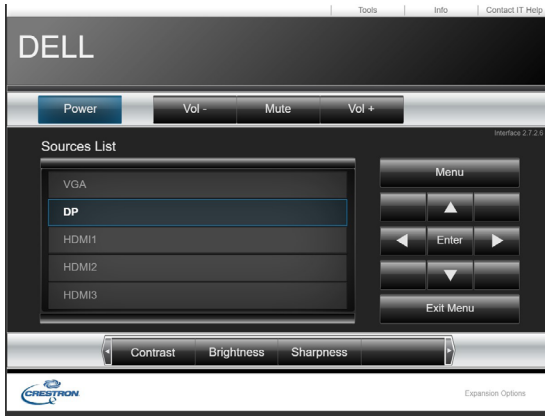 Tools Info Contact IT Help
DELL
Power Vol - Mute Vol +
Interface 2.7.2.6
Sources List
VGA
DP
HDMI1
HDMI2
HDMI3
Menu
Enter
Exit Menu
Contrast Brightness Sharpness
CRESTRON
Expansion Options